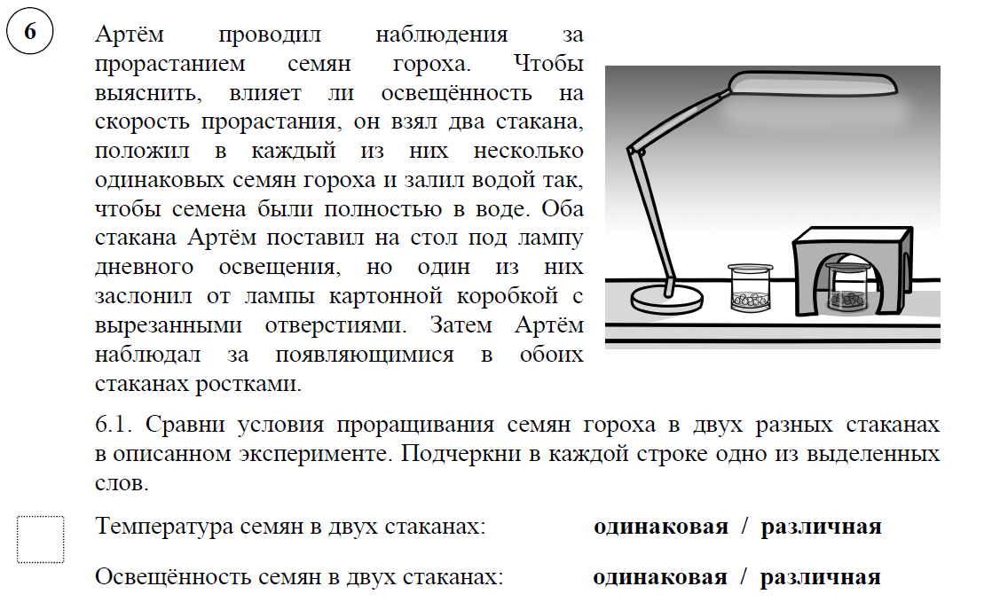 6
Артём проводил наблюдения за
прорастанием семян гороха. Чтобы
выяснить, влияет ли освещённость на
скорость прорастания, он взял два стакана,
положил в каждый из них несколько
одинаковых семян гороха и залил водой так,
чтобы семена были полностью в воде. Оба
стакана Артём поставил на стол под лампу
дневного освещения, но один из них
заслонил от лампы картонной коробкой с
вырезанными отверстиями. Затем Артём
наблюдал за появляющимися в обоих
стаканах ростками.
6.1. Сравни условия проращивания семян гороха в двух разных стаканах
в описанном эксперименте. Подчеркни в каждой строке одно из выделенных
слов.
Температура семян в двух стаканах: одинаковая / различная
Освещённость семян в двух стаканах: одинаковая / различная